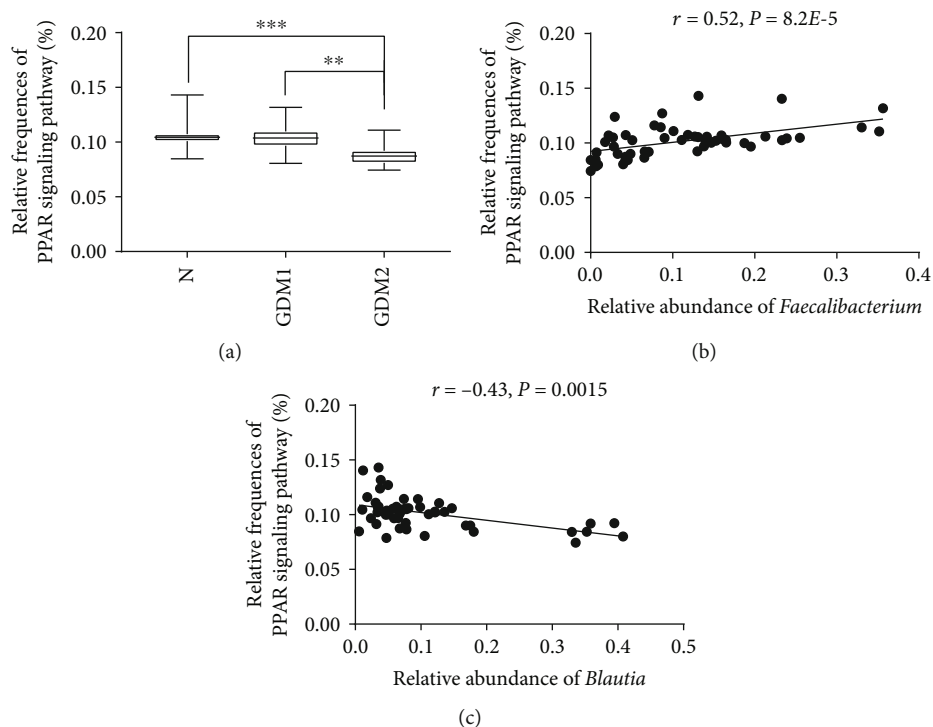 Relative frequences of
PPAR signaling pathway (%)
0.20
0.15
0.10
0.05
0.00
***
**
N
GDM1
GDM2
(a)
r = 0.52, P = 8.2E-5
Relative frequences of
PPAR signaling pathway (%)
0.20
0.15
0.10
0.05
0.00
0.0 0.1 0.2 0.3 0.4
Relative abundance of Faecalibacterium
(b)
r = –0.43, P = 0.0015
Relative frequences of
PPAR signaling pathway (%)
0.20
0.15
0.10
0.05
0.00
0.0 0.1 0.2 0.3 0.4 0.5
Relative abundance of Blautia
(c)